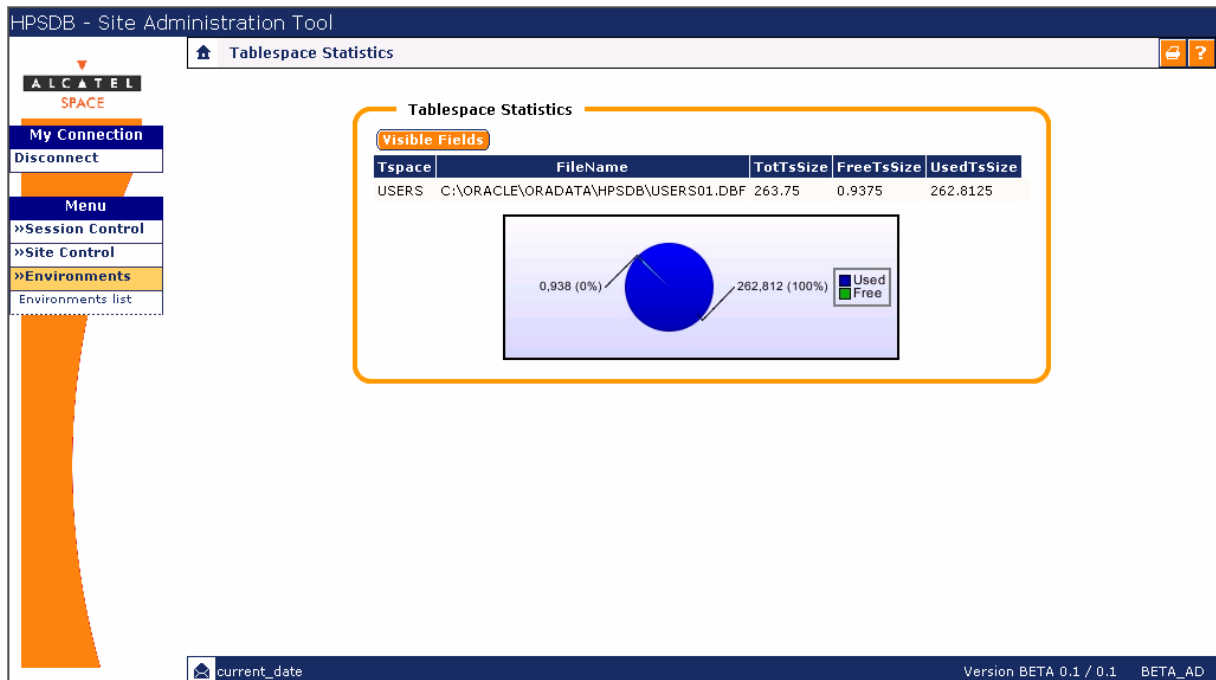 HPSDB - Site Administration Tool
Tablespace Statistics
?
ALCATEL
SPACE
My Connection
Disconnect
Menu
»Session Control
»Site Control
»Environments
Environments list
Tablespace Statistics
Visible Fields
Tspace FileName TotTsSize FreeTsSize UsedTsSize
USERS C:\ORACLE\ORADATA\HPSDB\USERS01.DBF 263.75 0.9375 262.8125
0,938 (0%)
262,812 (100%)
Used
Free
current_date
Version BETA 0.1 / 0.1 BETA_AD